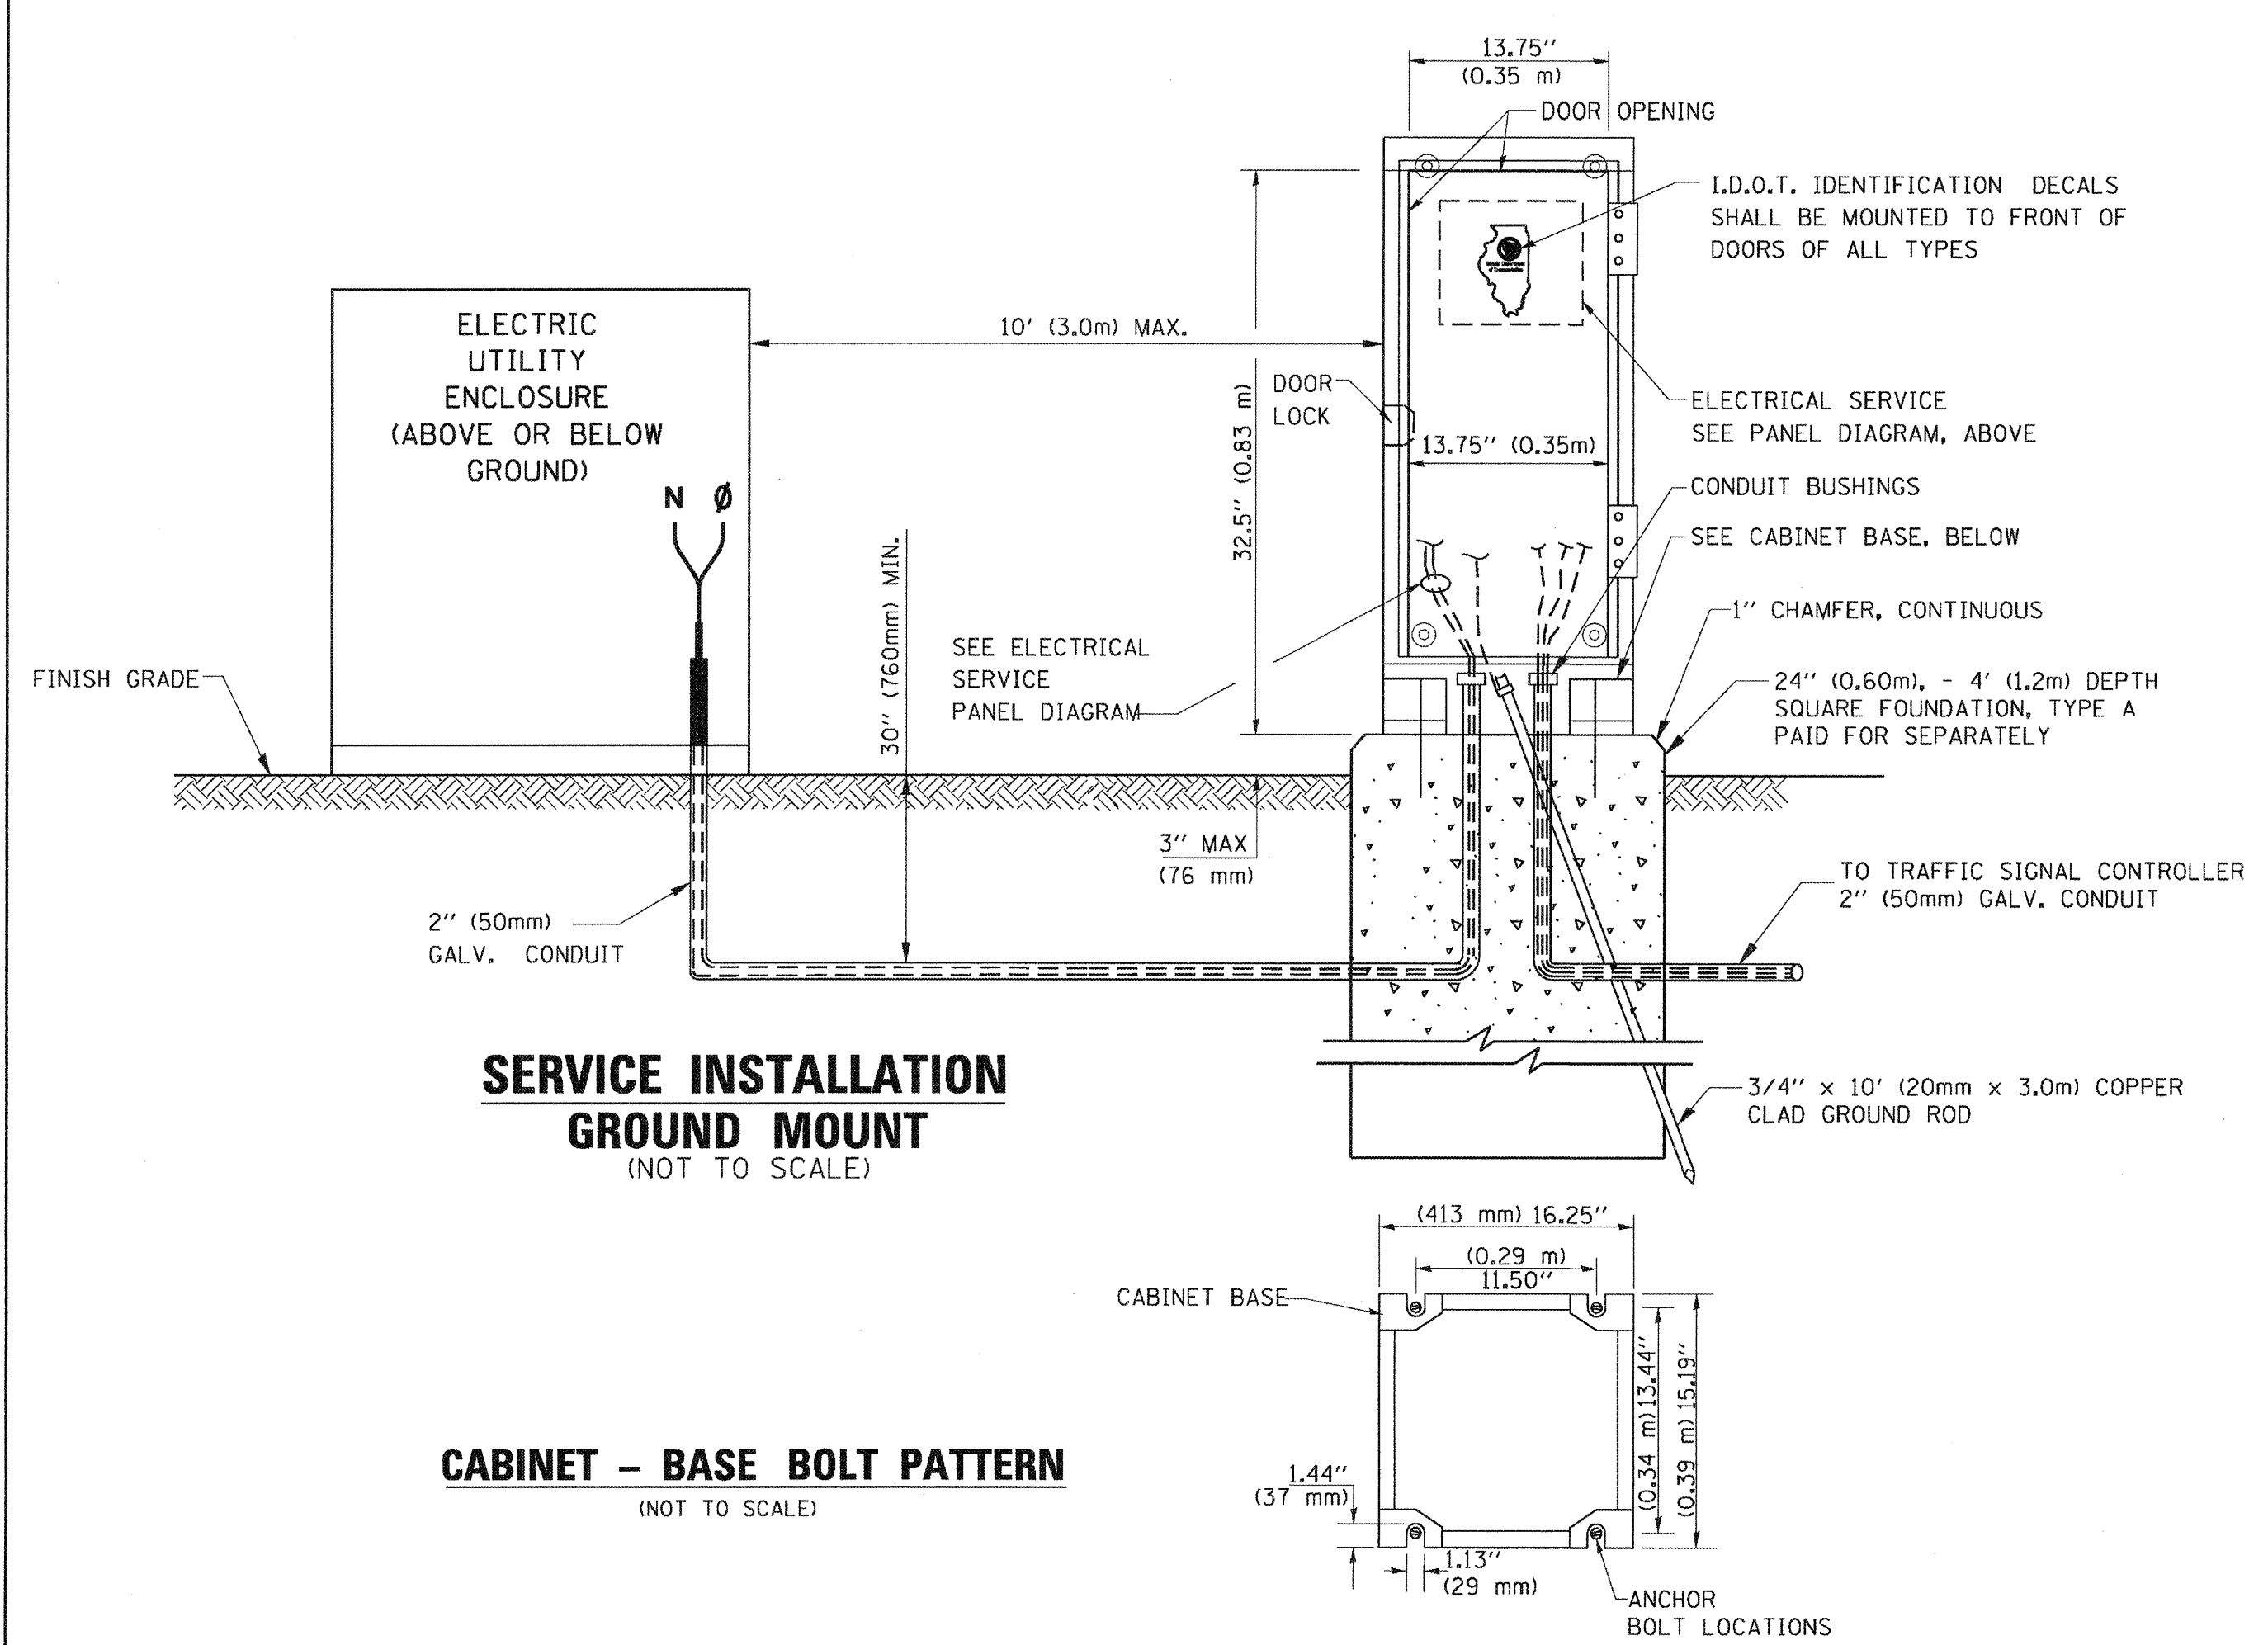 13.75"
(0.35 m)
DOOR OPENING
I.D.O.T. IDENTIFICATION DECALS
SHALL BE MOUNTED TO FRONT OF
DOORS OF ALL TYPES
Illinois Department
of Transportation
ELECTRIC
UTILITY
ENCLOSURE
(ABOVE OR BELOW
GROUND)
N Ø
10' (3.0m) MAX.
32.5" (0.83 m)
DOOR
LOCK
13.75" (0.35m)
ELECTRICAL SERVICE
SEE PANEL DIAGRAM, ABOVE
CONDUIT BUSHINGS
SEE CABINET BASE, BELOW
1" CHAMFER, CONTINUOUS
24" (0.60m), - 4' (1.2m) DEPTH
SQUARE FOUNDATION, TYPE A
PAID FOR SEPARATELY
30" (760mm) MIN.
SEE ELECTRICAL
SERVICE
PANEL DIAGRAM
FINISH GRADE
3" MAX
(76 mm)
2" (50mm)
GALV. CONDUIT
TO TRAFFIC SIGNAL CONTROLLER
2" (50mm) GALV. CONDUIT
3/4" x 10' (20mm x 3.0m) COPPER
CLAD GROUND ROD
SERVICE INSTALLATION
GROUND MOUNT
(NOT TO SCALE)
(413 mm) 16.25"
(0.29 m)
11.50"
CABINET BASE
(0.34 m) 13.44"
(0.39 m) 15.19"
1.44"
(37 mm)
1.13"
(29 mm)
ANCHOR
BOLT LOCATIONS
CABINET – BASE BOLT PATTERN
(NOT TO SCALE)